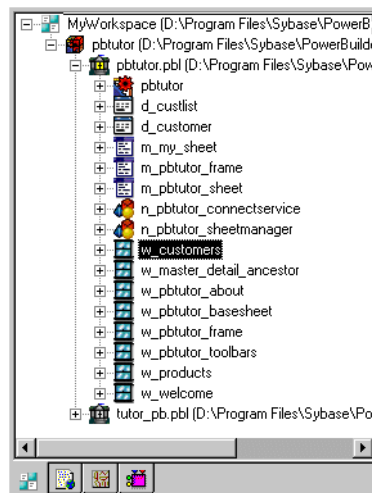 MyWorkspace (D:\Program Files\Sybase\PowerB
pbtutor (D:\Program Files\Sybase\PowerBuilde
pbtutor.pbl (D:\Program Files\Sybase\Pow
pbtutor
d_custlist
d_customer
m_my_sheet
m_pbtutor_frame
m_pbtutor_sheet
n_pbtutor_connectservice
n_pbtutor_sheetmanager
w_customers
w_master_detail_ancestor
w_pbtutor_about
w_pbtutor_basesheet
w_pbtutor_frame
w_pbtutor_toolbars
w_products
w_welcome
tutor_pb.pbl (D:\Program Files\Sybase\Po